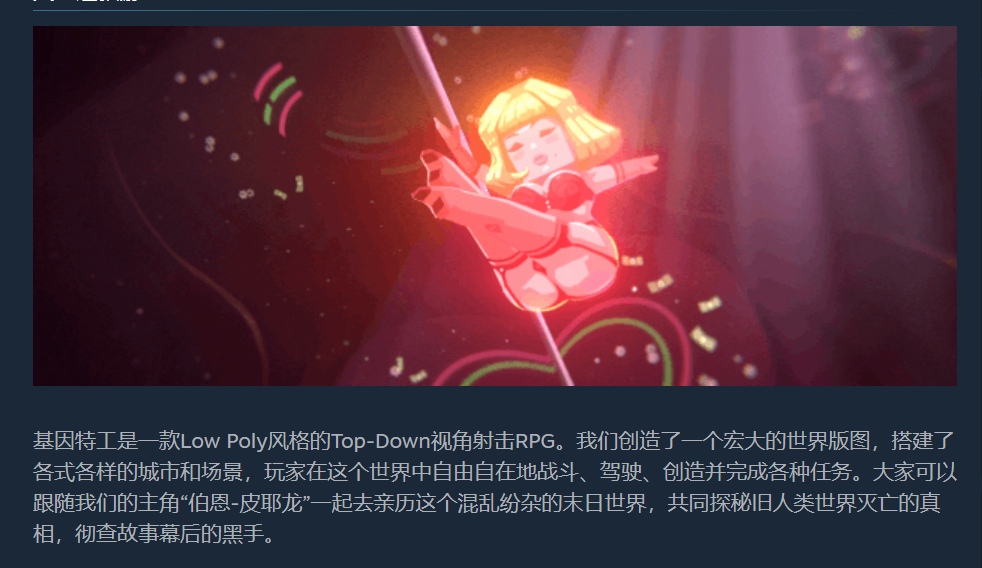 基因特工是一款Low Poly风格的Top-Down视角射击RPG。我们创造了一个宏大的世界版图，搭建了
各式各样的城市和场景，玩家在这个世界中自由自在地战斗、驾驶、创造并完成各种任务。大家可以
跟随我们的主角“伯恩-皮耶龙”一起去亲历这个混乱纷杂的末日世界，共同探秘旧人类世界灭亡的真
相，彻查故事幕后的黑手。